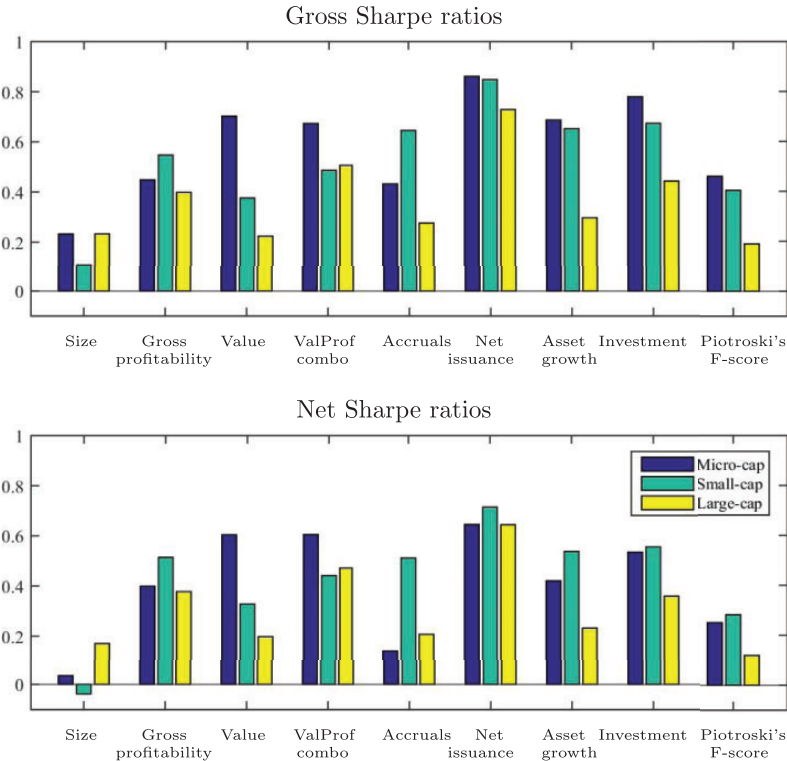 Gross Sharpe ratios
1
0.8
0.6
0.4
0.2
0
Size Gross Value ValProf Accruals Net Asset Investment Piotroski's
profitability combo issuance growth F-score
Net Sharpe ratios
1
Micro-cap
0.8
Small-cap
Large-cap
0.6
0.4
0.2
0
Size Gross Value ValProf Accruals Net Asset Investment Piotroski's
profitability combo issuance growth F-score